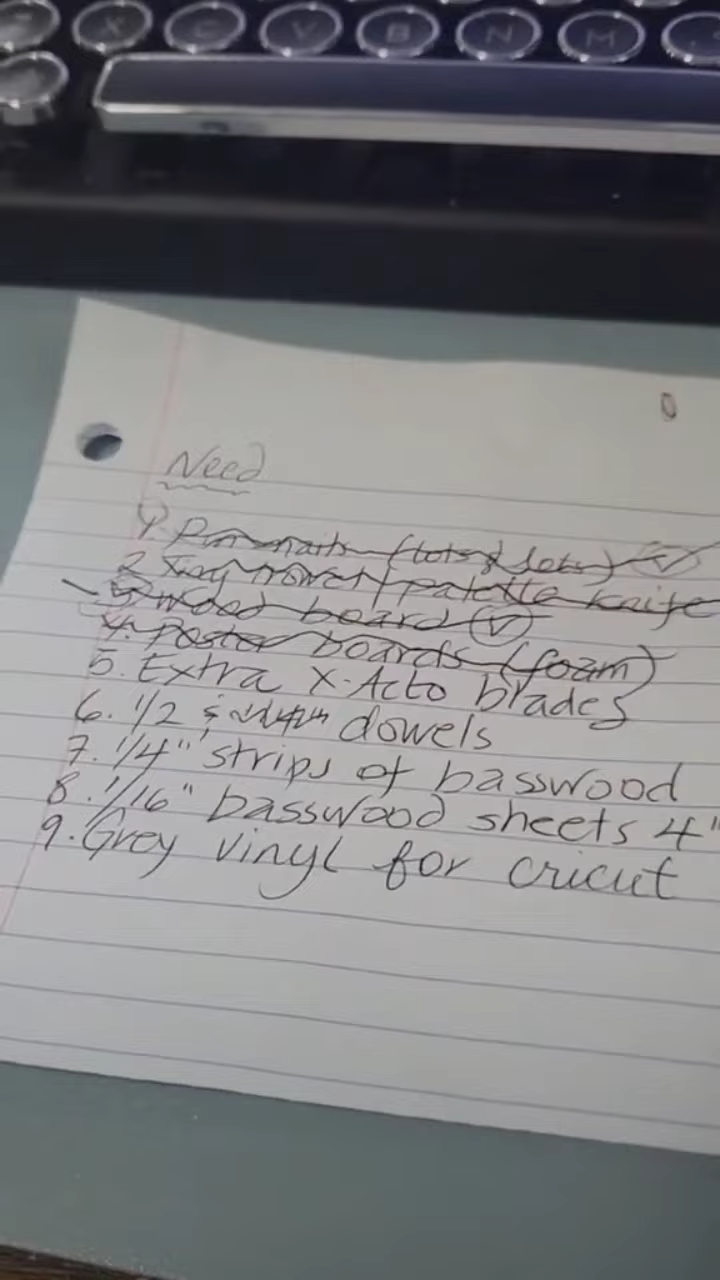 X C V B N M
Need
1. Pin nails (lots & lots)
2. Tiny trowel / palette knife
3. Wood board
4. Poster boards (foam)
5. Extra X-Acto blades
6. 1/2 & dowels
7. 1/4" strips of basswood
8. 1/16" basswood sheets 4"
9. Grey vinyl for cricut